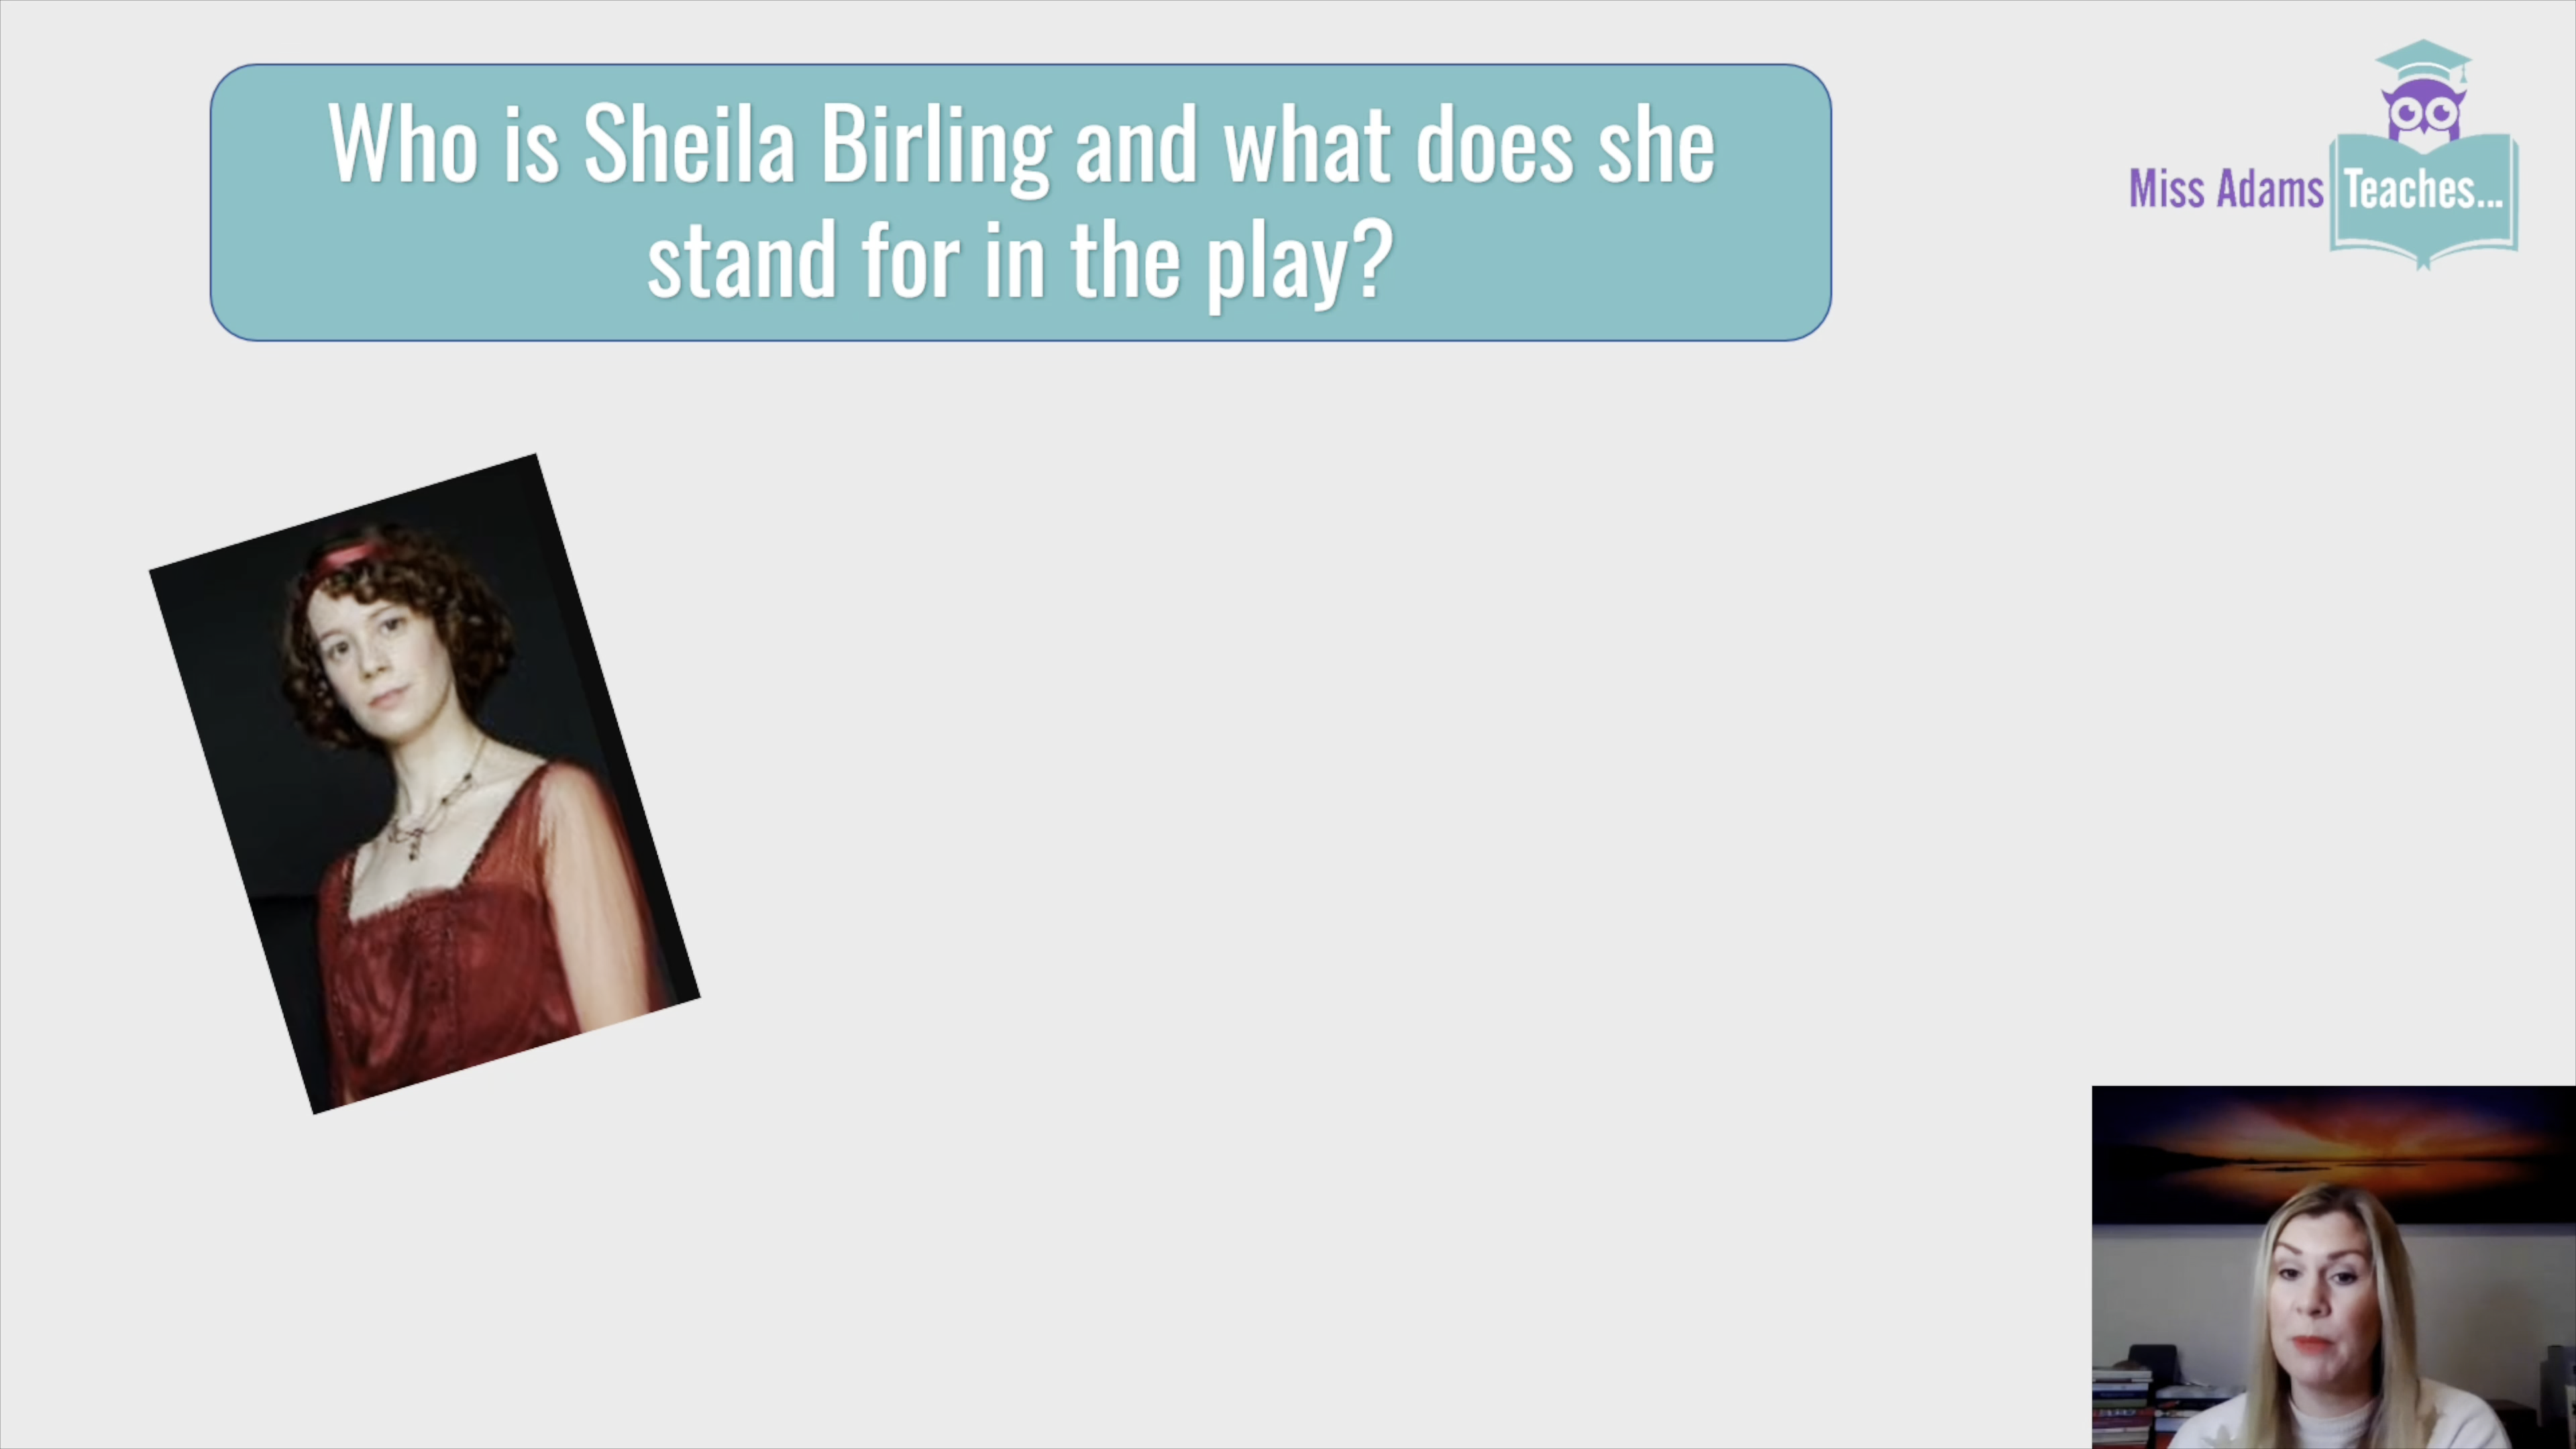 Who is Sheila Birling and what does she
stand for in the play?
Miss Adams Teaches...